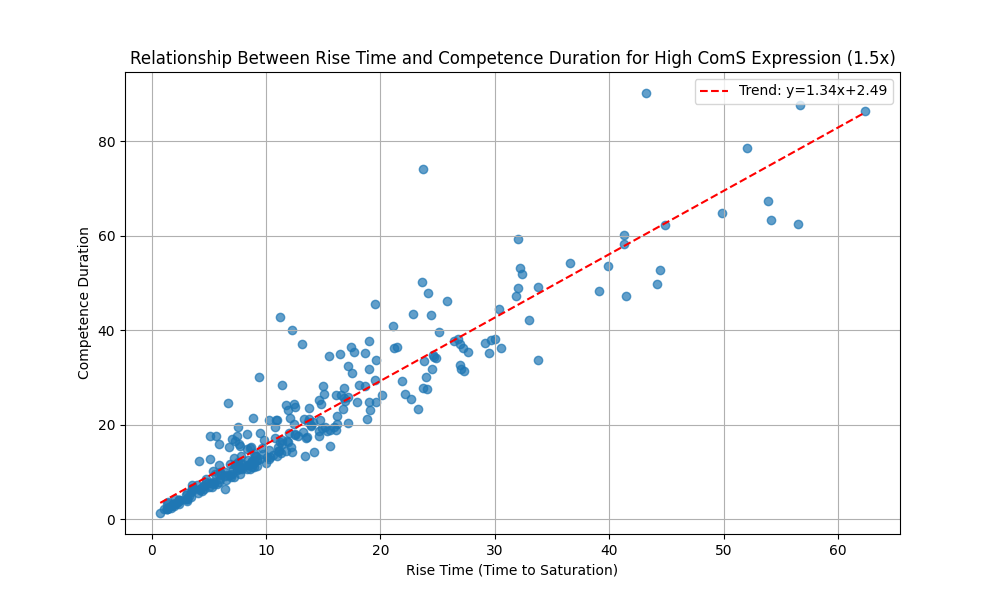 Relationship Between Rise Time and Competence Duration for High ComS Expression (1.5x)
Trend: y=1.34x+2.49
Competence Duration
80
60
40
20
0
0 10 20 30 40 50 60
Rise Time (Time to Saturation)